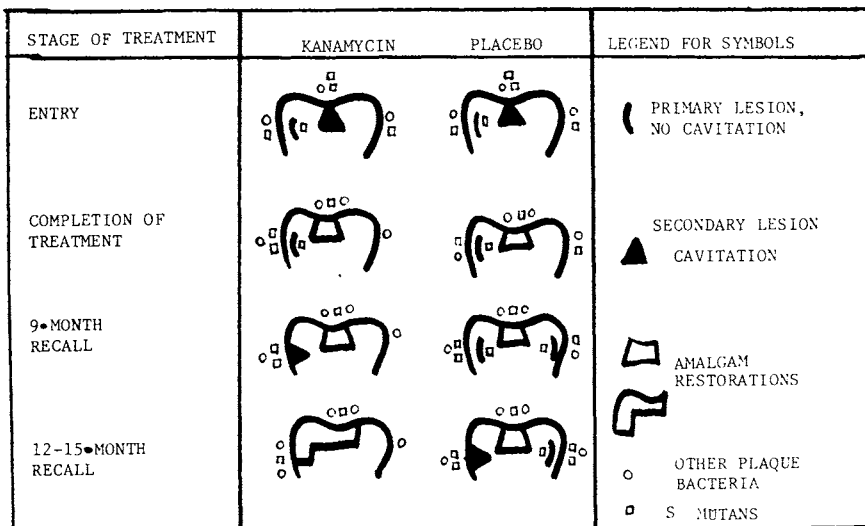 STAGE OF TREATMENT
KANAMYCIN
PLACEBO
LEGEND FOR SYMBOLS
ENTRY
PRIMARY LESION,
NO CAVITATION
COMPLETION OF
TREATMENT
SECONDARY LESION
CAVITATION
9•MONTH
RECALL
AMALGAM
RESTORATIONS
12-15•MONTH
RECALL
OTHER PLAQUE
BACTERIA
S MUTANS